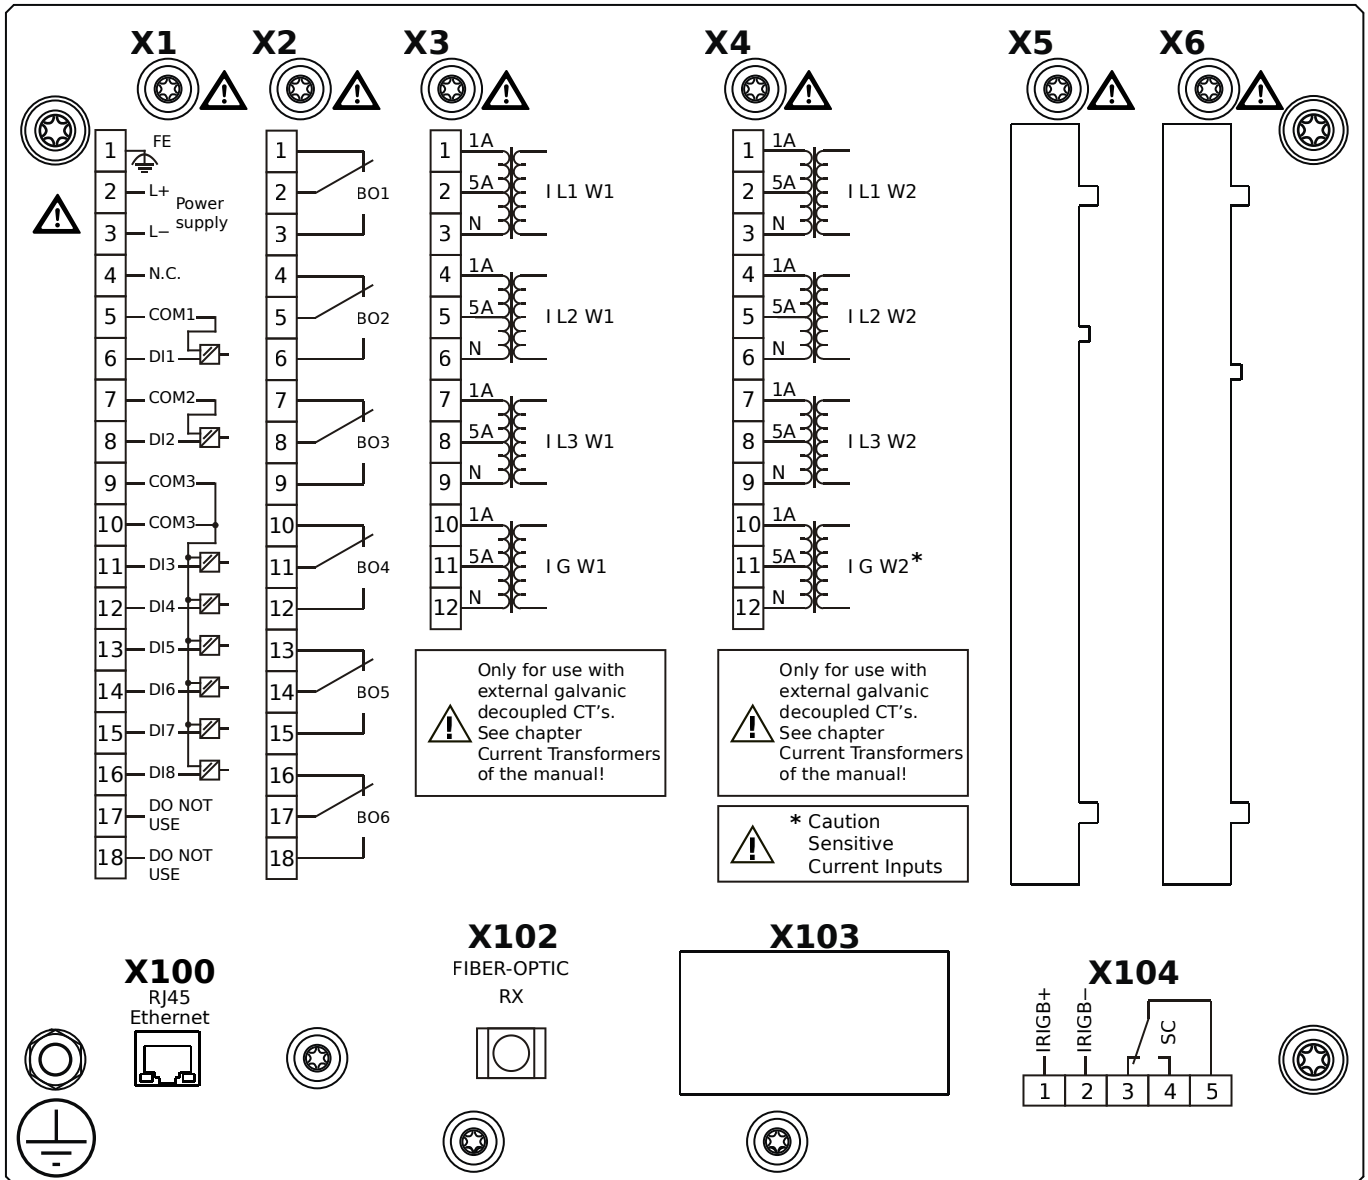 X1
X2
X3
X4
X5
X6
1
FE
2
L+
Power
supply
3
L−
4
N.C.
5
COM1
6
DI1
7
COM2
8
DI2
9
COM3
10
COM3
11
DI3
12
DI4
13
DI5
14
DI6
15
DI7
16
DI8
17
DO NOT
USE
18
DO NOT
USE
1
2
BO1
3
4
5
BO2
6
7
8
BO3
9
10
11
BO4
12
13
14
BO5
15
16
17
BO6
18
1
1A
2
5A
I L1 W1
3
N
4
1A
5
5A
I L2 W1
6
N
7
1A
8
5A
I L3 W1
9
N
10
1A
11
5A
I G W1
12
N
Only for use with
external galvanic
decoupled CT's.
See chapter
Current Transformers
of the manual!
1
1A
2
5A
I L1 W2
3
N
4
1A
5
5A
I L2 W2
6
N
7
1A
8
5A
I L3 W2
9
N
10
1A
11
5A
I G W2*
12
N
Only for use with
external galvanic
decoupled CT's.
See chapter
Current Transformers
of the manual!
* Caution
Sensitive
Current Inputs
X100
RJ45
Ethernet
X102
FIBER-OPTIC
RX
X103
X104
IRIGB+
IRIGB−
SC
1 2 3 4 5